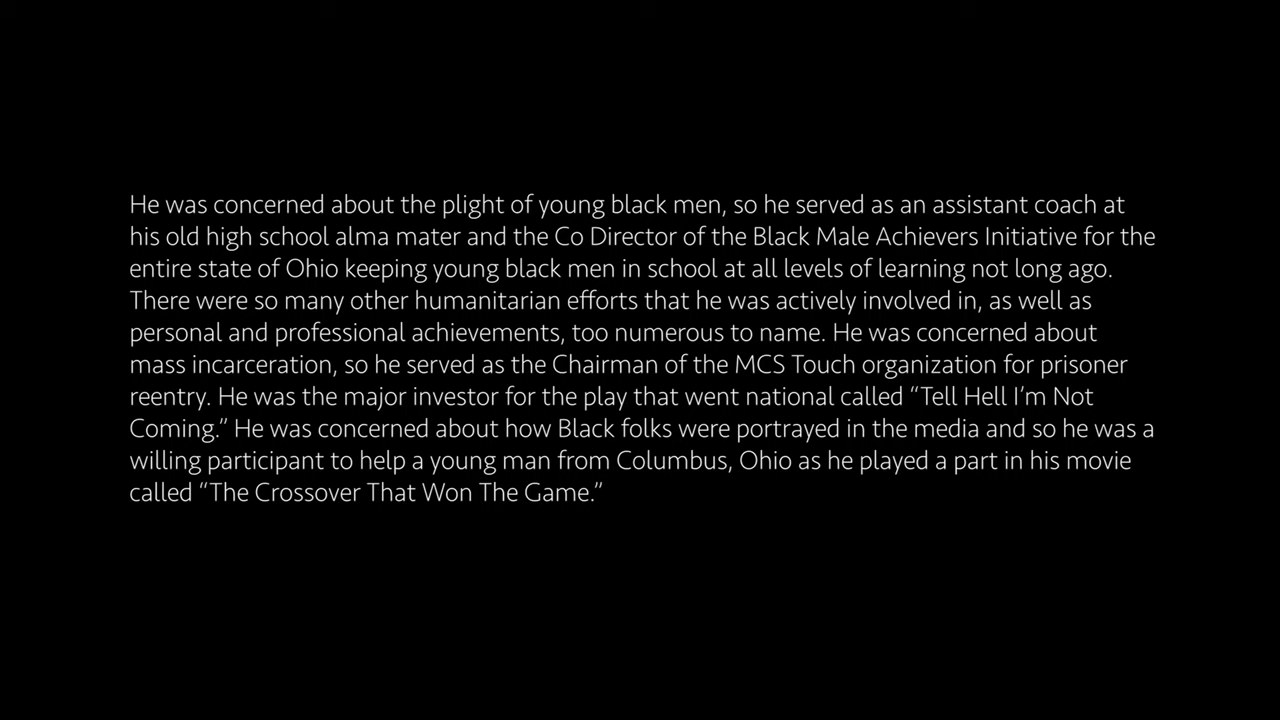 He was concerned about the plight of young black men, so he served as an assistant coach at
his old high school alma mater and the Co Director of the Black Male Achievers Initiative for the
entire state of Ohio keeping young black men in school at all levels of learning not long ago.
There were so many other humanitarian efforts that he was actively involved in, as well as
personal and professional achievements, too numerous to name. He was concerned about
mass incarceration, so he served as the Chairman of the MCS Touch organization for prisoner
reentry. He was the major investor for the play that went national called “Tell Hell I’m Not
Coming.” He was concerned about how Black folks were portrayed in the media and so he was a
willing participant to help a young man from Columbus, Ohio as he played a part in his movie
called “The Crossover That Won The Game.”